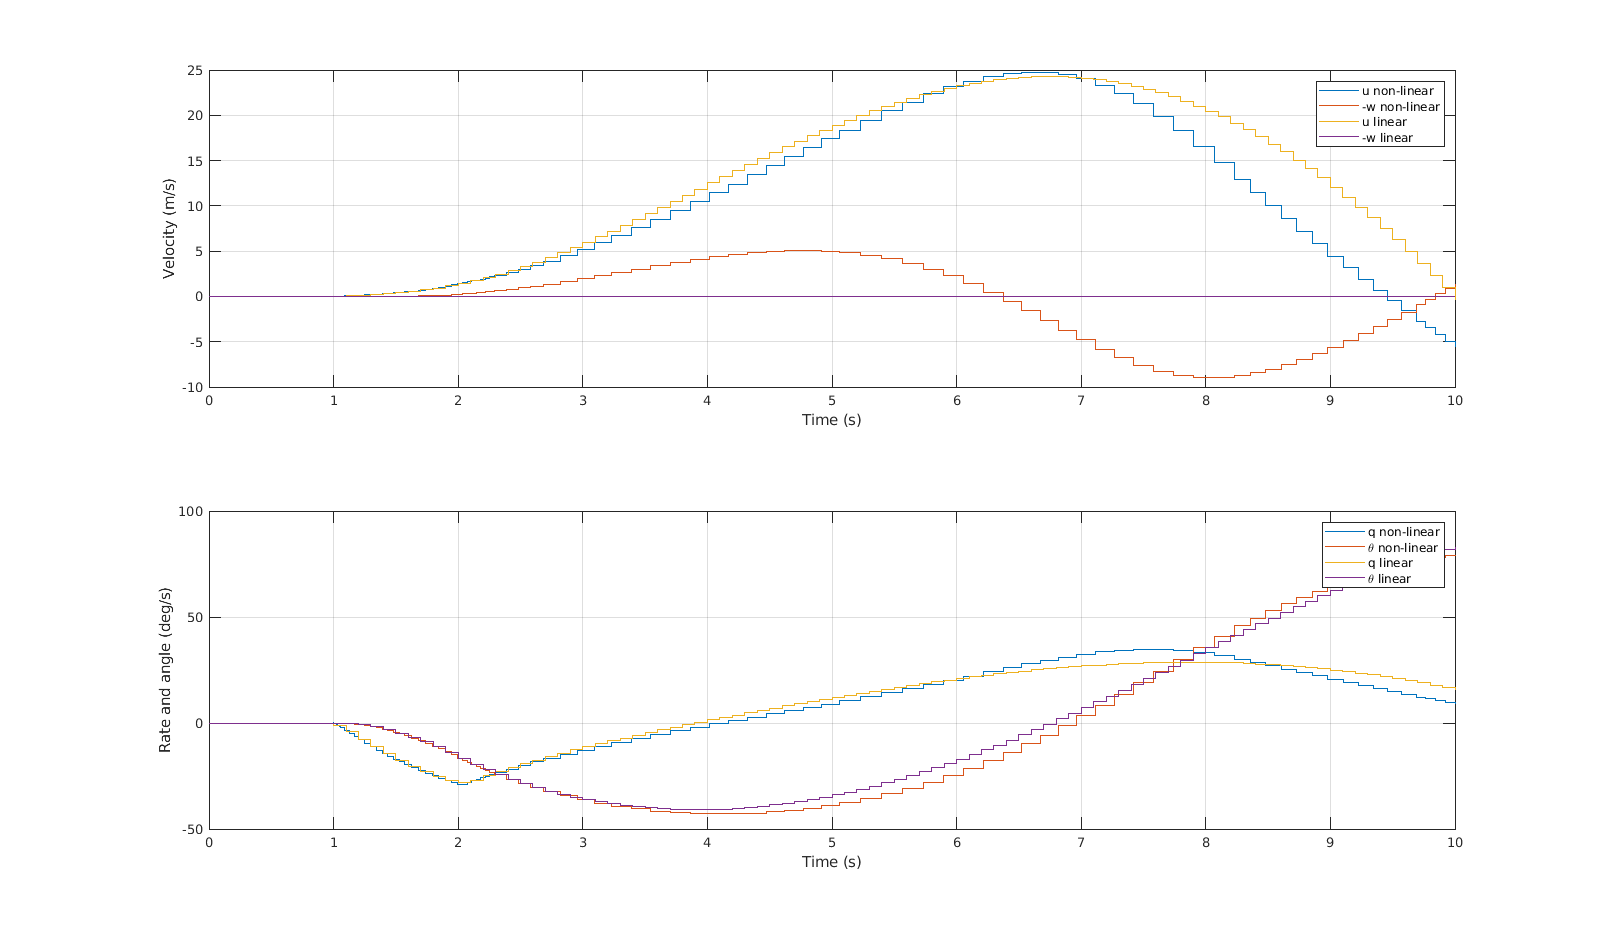 25
20
15
10
5
0
-5
-10
Velocity (m/s)
u non-linear
-w non-linear
u linear
-w linear
0 1 2 3 4 5 6 7 8 9 10
Time (s)
100
50
0
-50
Rate and angle (deg/s)
q non-linear
θ non-linear
q linear
θ linear
0 1 2 3 4 5 6 7 8 9 10
Time (s)